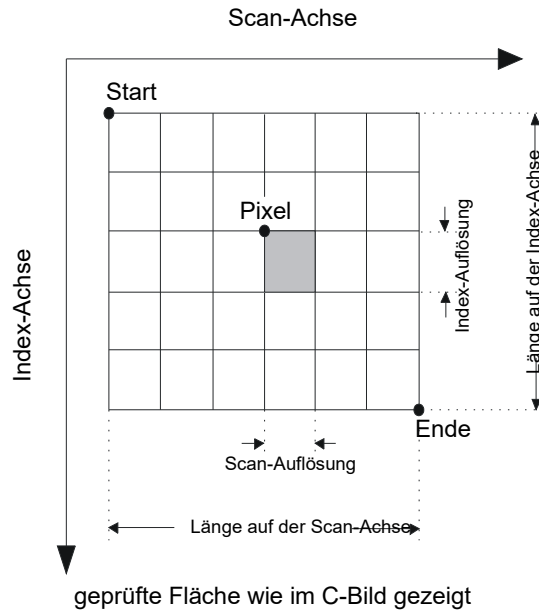 Scan-Achse
Start
Pixel
Index-Achse
Index-Auflösung
Länge auf der Index-Achse
Ende
Scan-Auflösung
Länge auf der Scan-Achse
geprüfte Fläche wie im C-Bild gezeigt